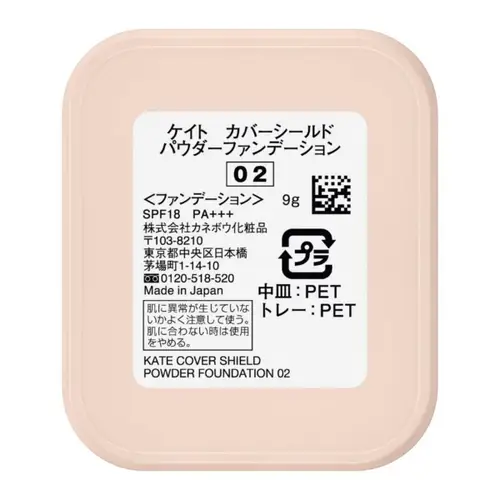 ケイト カバーシールド
パウダーファンデーション
02
<ファンデーション> 9g
SPF18 PA+++
株式会社カネボウ化粧品
〒103-8210
東京都中央区日本橋
茅場町1-14-10
0120-518-520
Made in Japan
プラ
中皿:PET
トレー:PET
肌に異常が生じていな
いかよく注意して使う。
肌に合わない時は使用
をやめる。
KATE COVER SHIELD
POWDER FOUNDATION 02